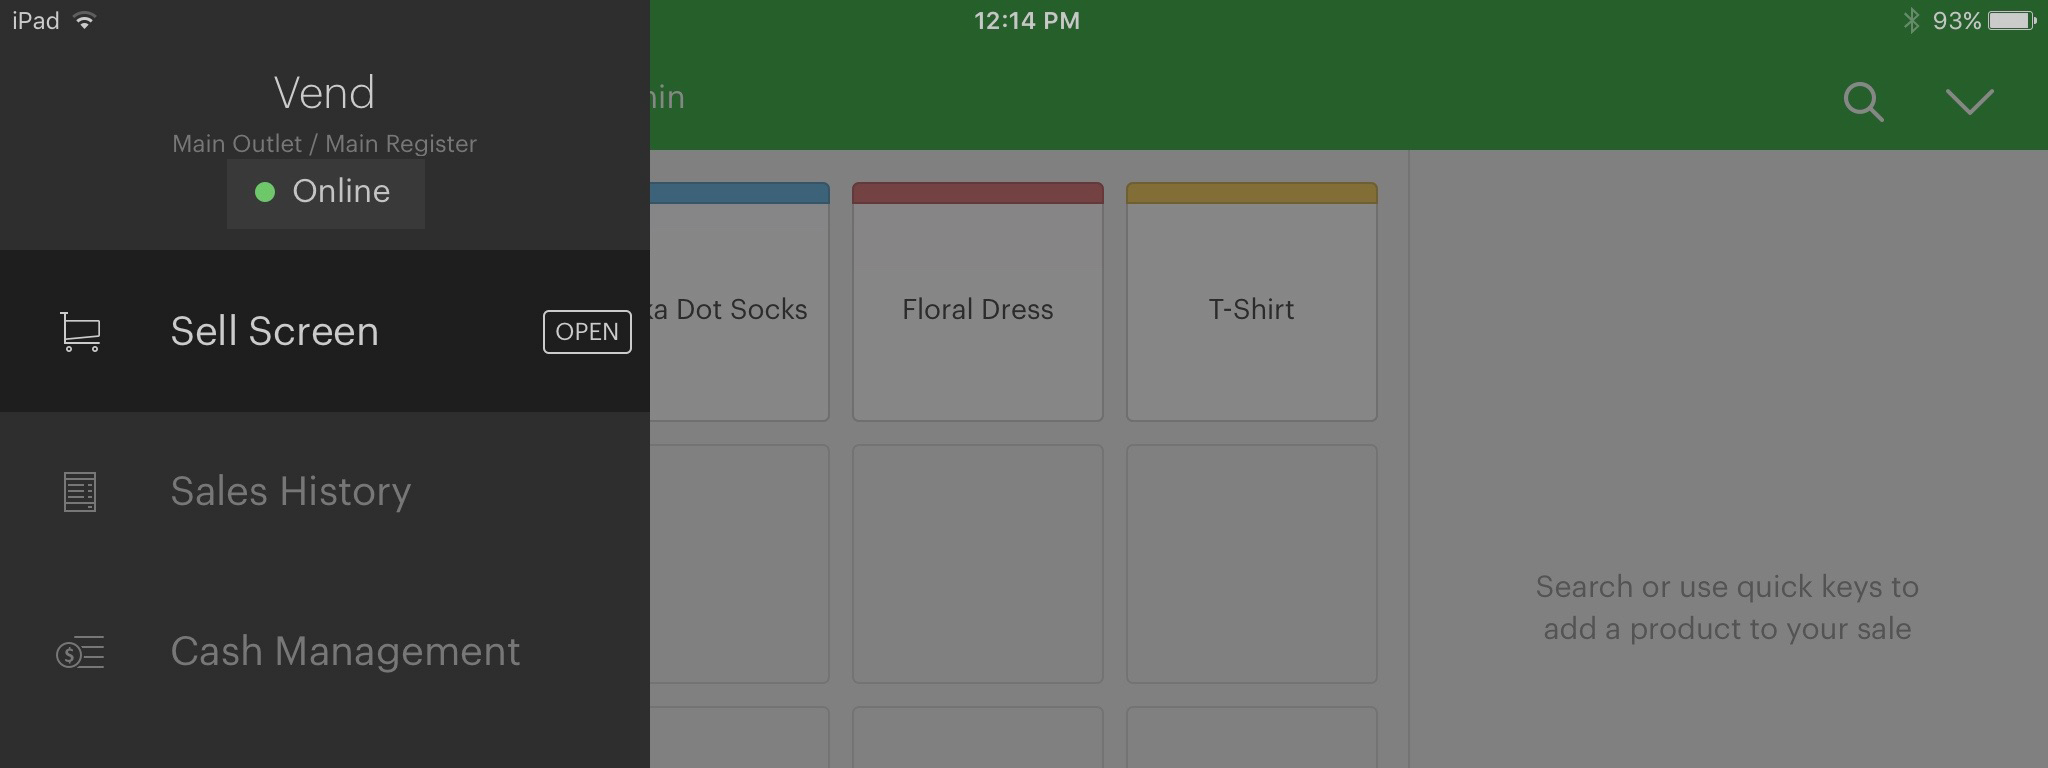 iPad 12:14 PM 93%
Vend
Main Outlet / Main Register
Online
Sell Screen OPEN
Sales History
Cash Management
Dot Socks
Floral Dress
T-Shirt
Search or use quick keys to
add a product to your sale